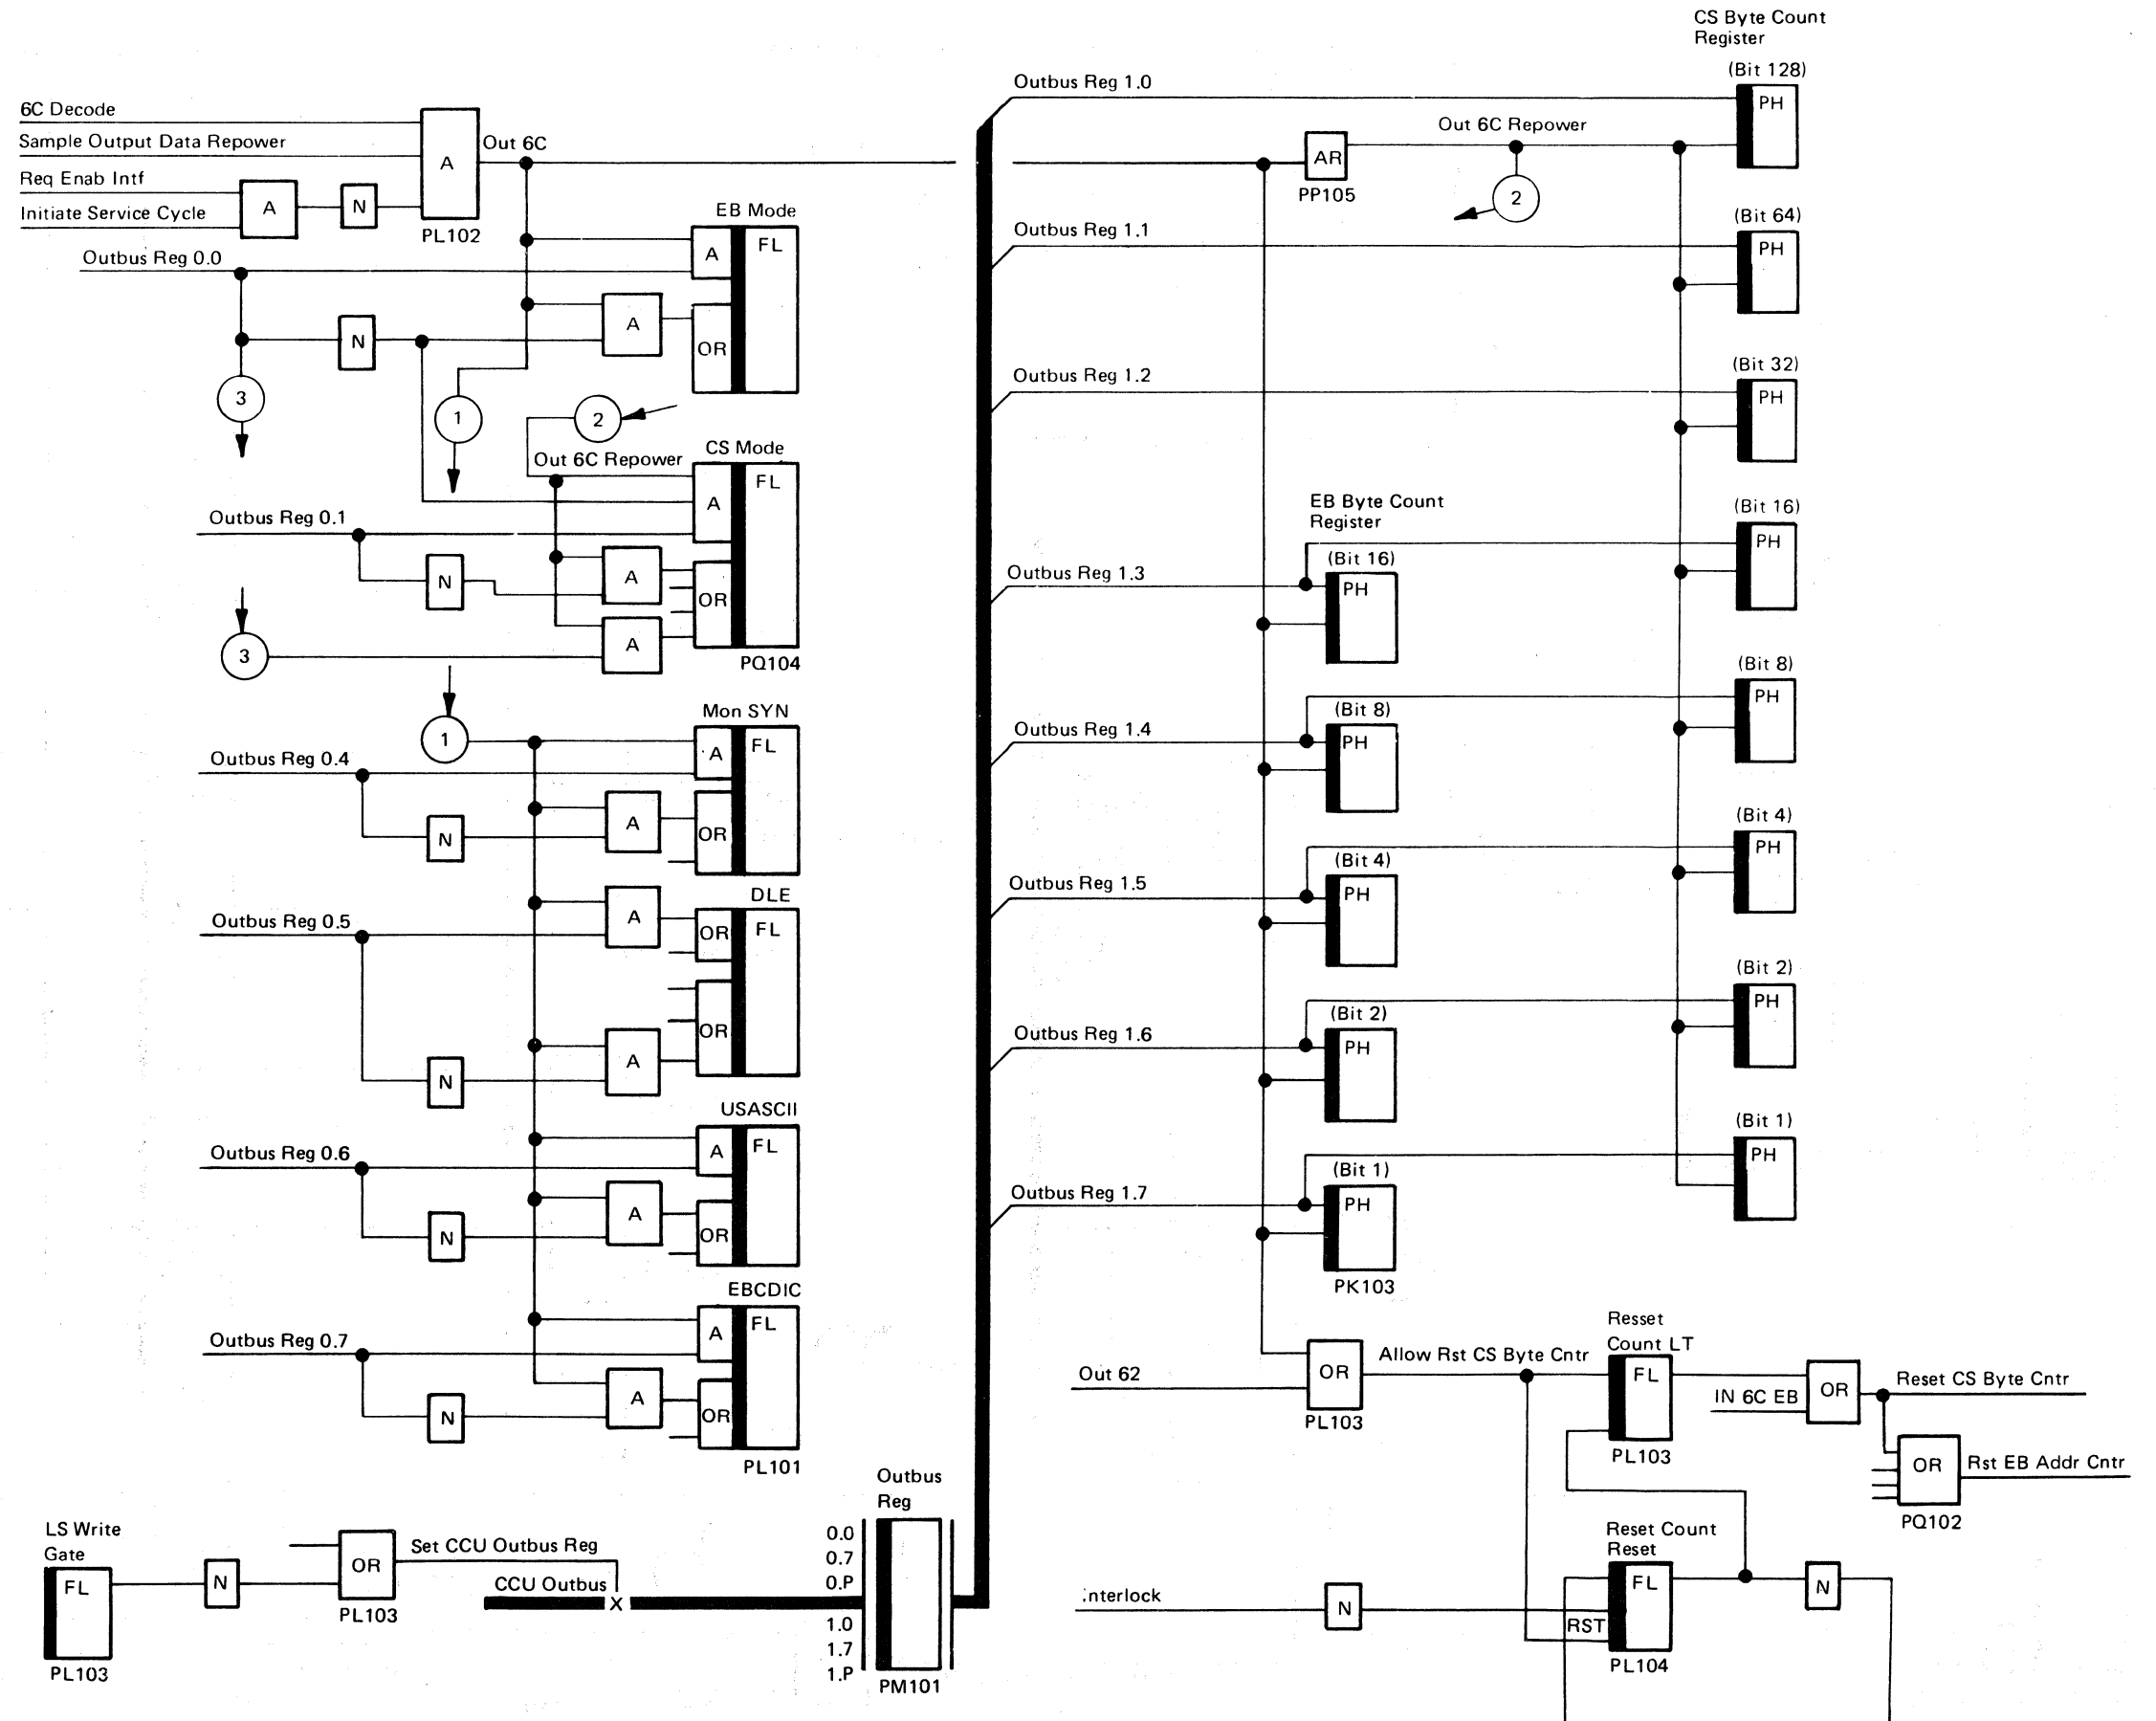 6C Decode
Sample Output Data Repower
Req Enab Intf
Initiate Service Cycle
A
N
A
PL102
Out 6C
Outbus Reg 0.0
N
3
1
A
EB Mode
A
FL
OR
2
Out 6C Repower
CS Mode
A
FL
OR
Outbus Reg 0.1
N
A
A
3
PQ104
1
Mon SYN
A
FL
OR
Outbus Reg 0.4
N
A
DLE
OR
FL
OR
Outbus Reg 0.5
A
N
A
USASCII
A
FL
OR
Outbus Reg 0.6
N
A
EBCDIC
A
FL
OR
Outbus Reg 0.7
N
A
PL101
LS Write
Gate
FL
PL103
N
OR
PL103
Set CCU Outbus Reg
CCU Outbus
X
0.0
0.7
0.P
1.0
1.7
1.P
Outbus
Reg
PM101
CS Byte Count
Register
(Bit 128)
PH
Outbus Reg 1.0
AR
PP105
Out 6C Repower
2
(Bit 64)
PH
Outbus Reg 1.1
(Bit 32)
PH
Outbus Reg 1.2
EB Byte Count
Register
(Bit 16)
PH
(Bit 16)
PH
Outbus Reg 1.3
(Bit 8)
PH
(Bit 8)
PH
Outbus Reg 1.4
(Bit 4)
PH
(Bit 4)
PH
Outbus Reg 1.5
(Bit 2)
PH
(Bit 2)
PH
Outbus Reg 1.6
(Bit 1)
PH
(Bit 1)
PH
Outbus Reg 1.7
PK103
Out 62
OR
PL103
Allow Rst CS Byte Cntr
Resset
Count LT
FL
PL103
IN 6C EB
OR
Reset CS Byte Cntr
OR
Rst EB Addr Cntr
PQ102
Reset Count
Reset
FL
RST
PL104
nterlock
N
N